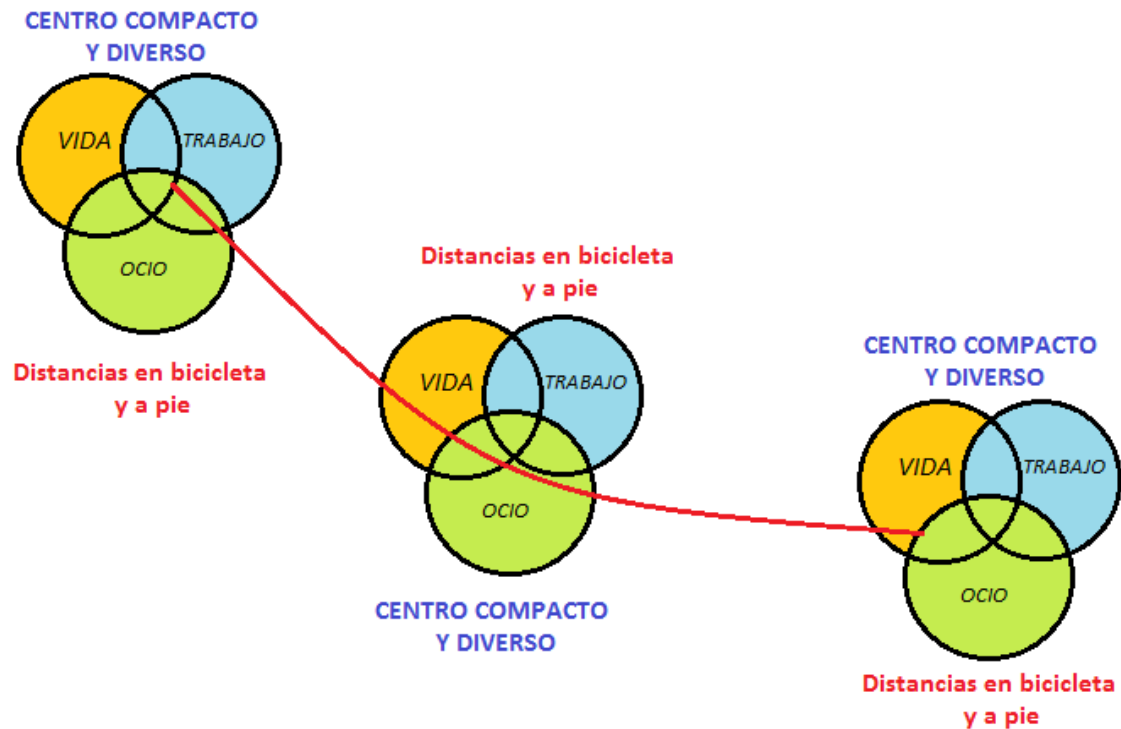 CENTRO COMPACTO
Y DIVERSO
VIDA
TRABAJO
OCIO
Distancias en bicicleta
y a pie
Distancias en bicicleta
y a pie
VIDA
TRABAJO
OCIO
CENTRO COMPACTO
Y DIVERSO
CENTRO COMPACTO
Y DIVERSO
VIDA
TRABAJO
OCIO
Distancias en bicicleta
y a pie